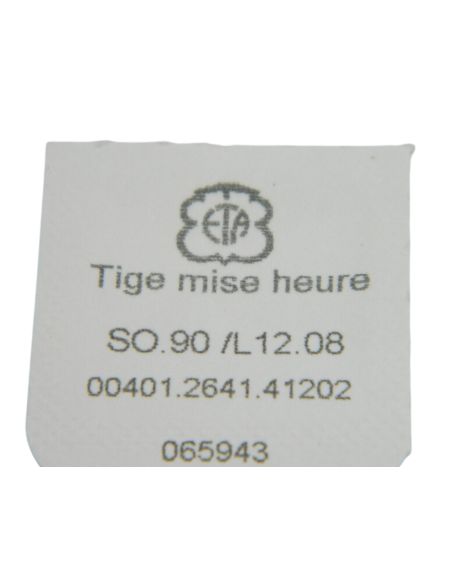 ETA
Tige mise heure
SO.90 /L12.08
00401.2641.41202
065943